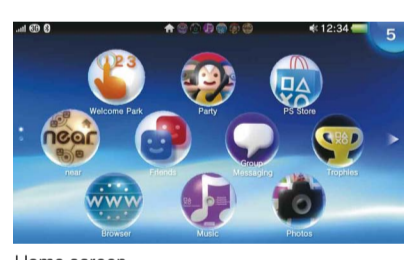 3G 12:34 5
123
Welcome Park Party PS Store
near
near Friends Group Messaging Trophies
www
Browser Music Photos
Home screen